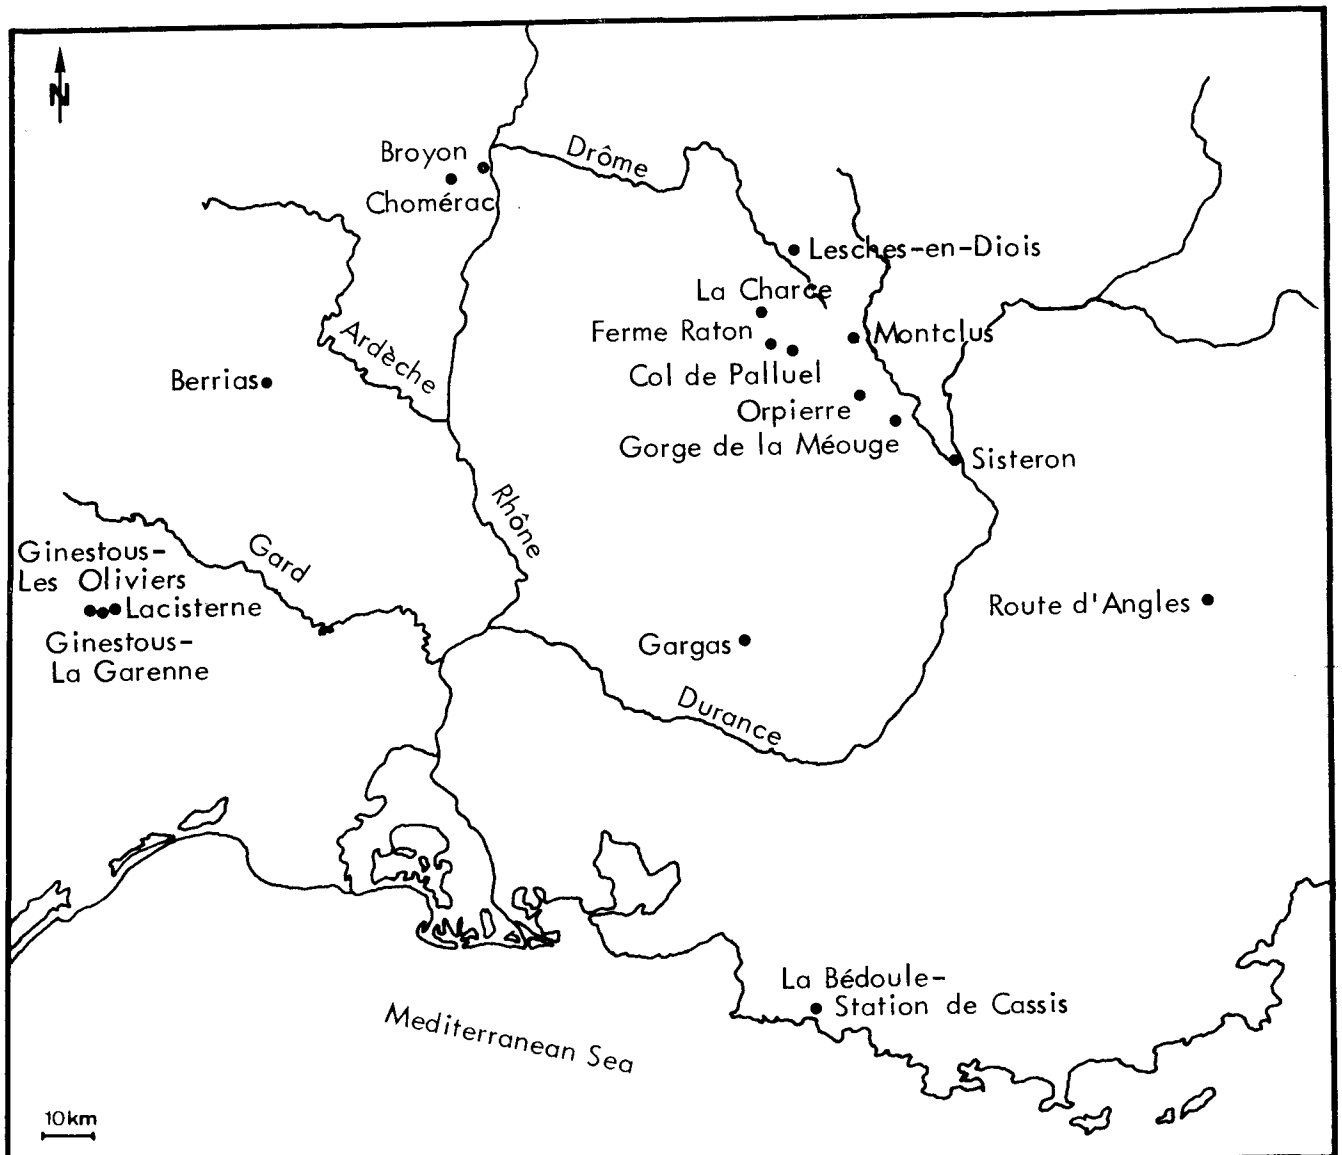 N
Broyon
Chomérac
Drôme
Lesches-en-Diois
La Charce
Ferme Raton
Montclus
Col de Palluel
Ardèche
Berrias
Orpierre
Gorge de la Méouge
Sisteron
Rhône
Gard
Ginestous-
Les Oliviers
Lacisterne
Ginestous-
La Garenne
Route d'Angles
Gargas
Durance
La Bédoule-
Station de Cassis
Mediterranean Sea
10km